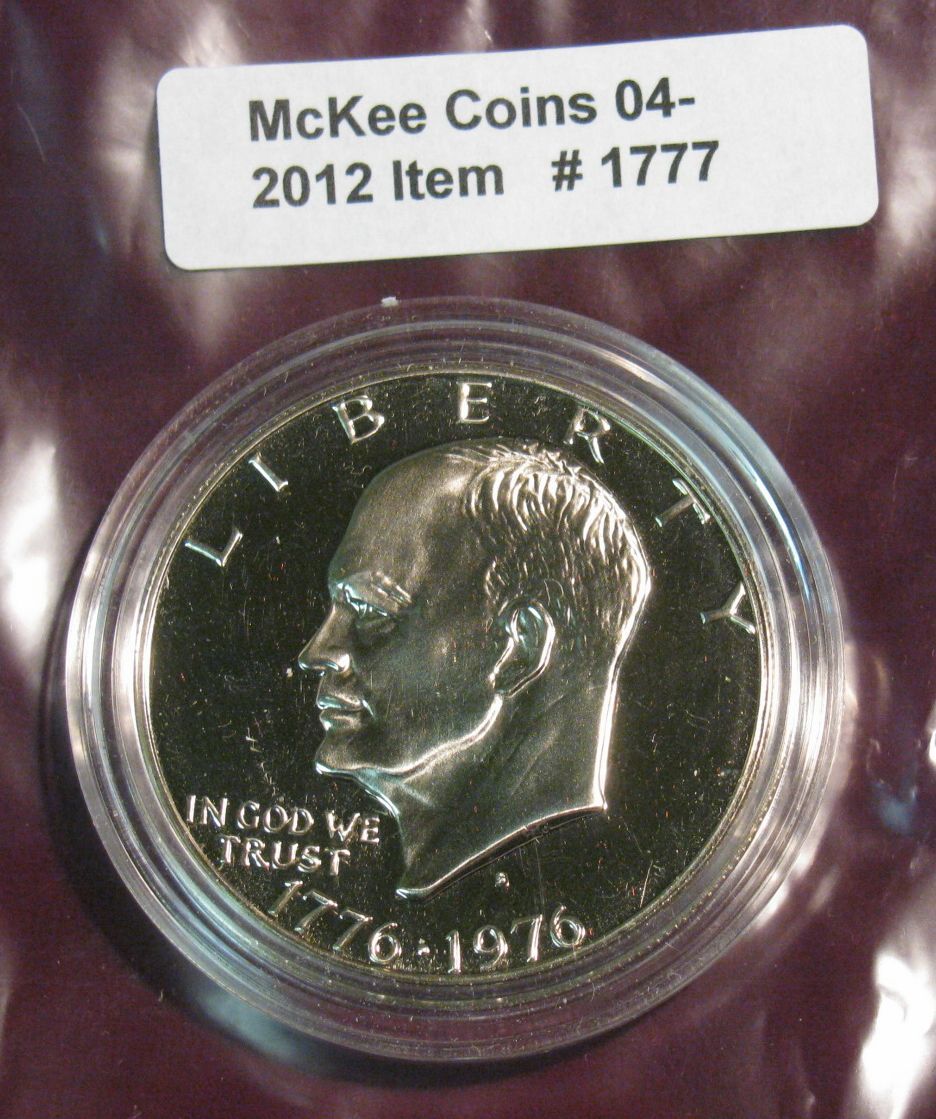 McKee Coins 04-
2012 Item # 1777
LIBERTY
IN GOD WE
TRUST
1776·1976